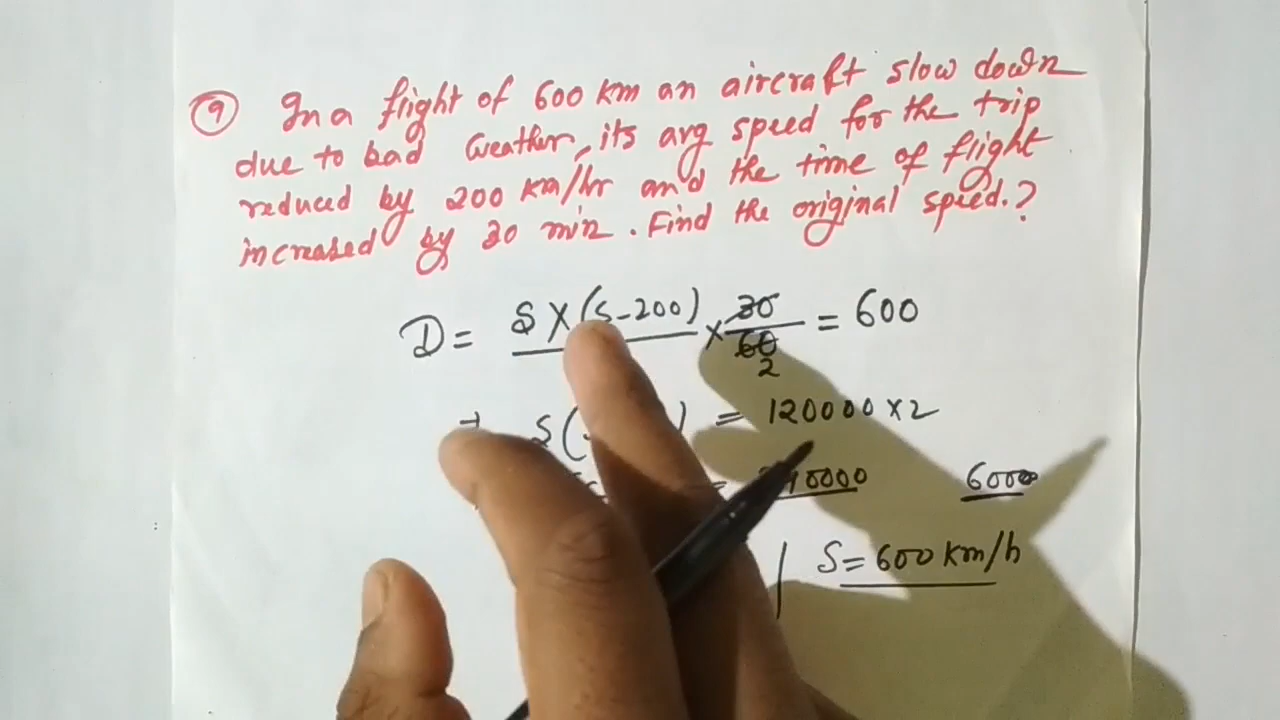 9 In a flight of 600 km an aircraft slow down
due to bad weather, its avg speed for the trip
reduced by 200 km/hr and the time of flight
increased by 30 min. Find the original speed.?
D = S X (S-200) x 30 = 600
60
2
S( ) = 120000 x 2
= 40000 6000
S = 600 km/h